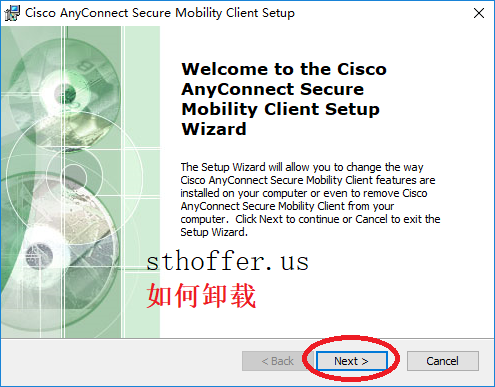 Cisco AnyConnect Secure Mobility Client Setup
Welcome to the Cisco
AnyConnect Secure
Mobility Client Setup
Wizard
The Setup Wizard will allow you to change the way
Cisco AnyConnect Secure Mobility Client features are
installed on your computer or even to remove Cisco
AnyConnect Secure Mobility Client from your
computer. Click Next to continue or Cancel to exit the
Setup Wizard.
sthoffer.us
如何卸载
< Back Next > Cancel